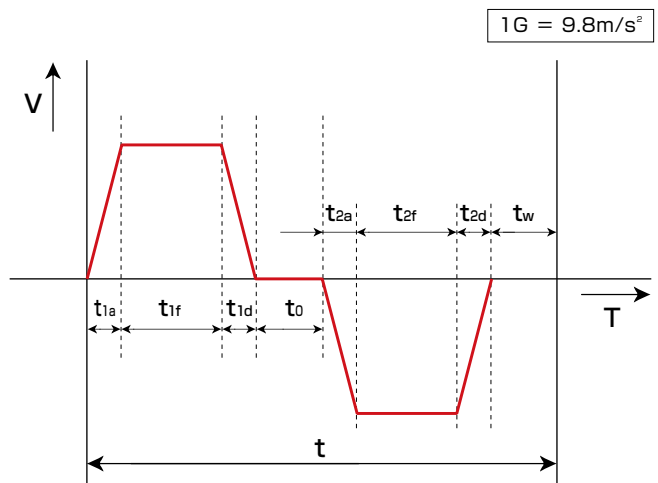 1G = 9.8m/s²
V
t2a t2f t2d tw
t1a t1f t1d t0
T
t